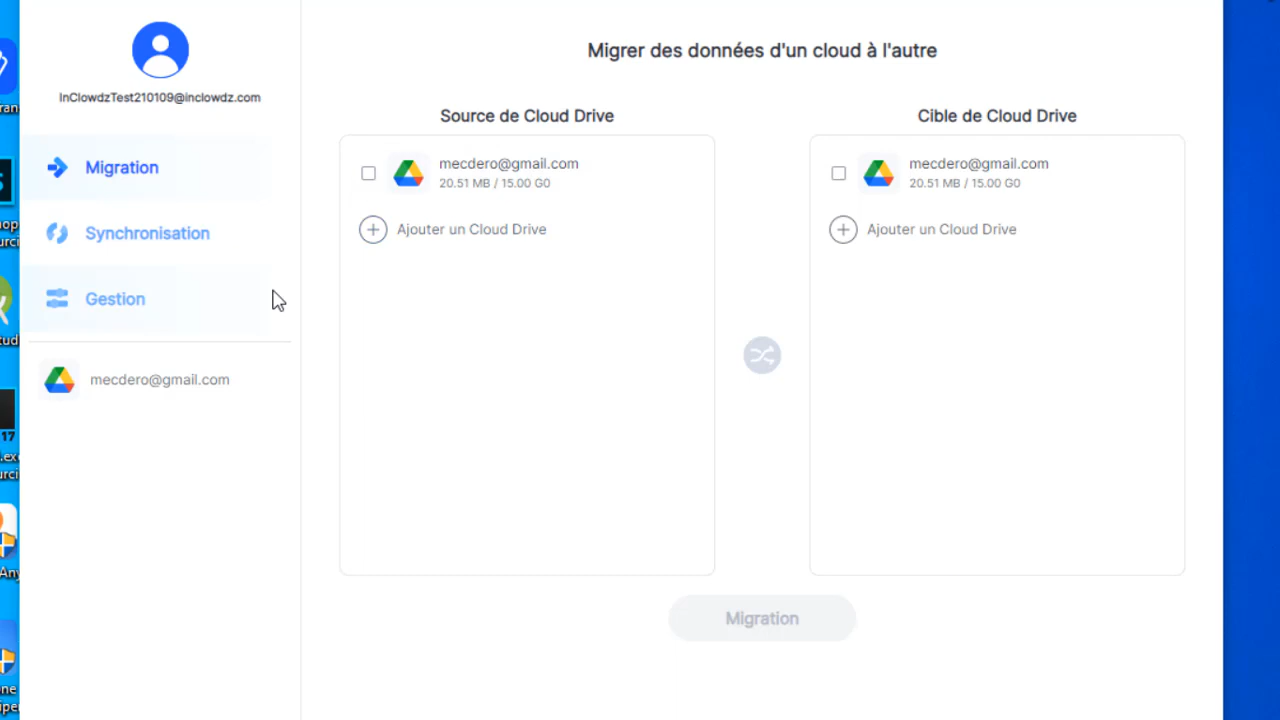 InClowdzTest210109@inclowdz.com
Migration
Synchronisation
Gestion
mecdero@gmail.com
Migrer des données d'un cloud à l'autre
Source de Cloud Drive
mecdero@gmail.com
20.51 MB / 15.00 GO
Ajouter un Cloud Drive
Cible de Cloud Drive
mecdero@gmail.com
20.51 MB / 15.00 GO
Ajouter un Cloud Drive
Migration
17